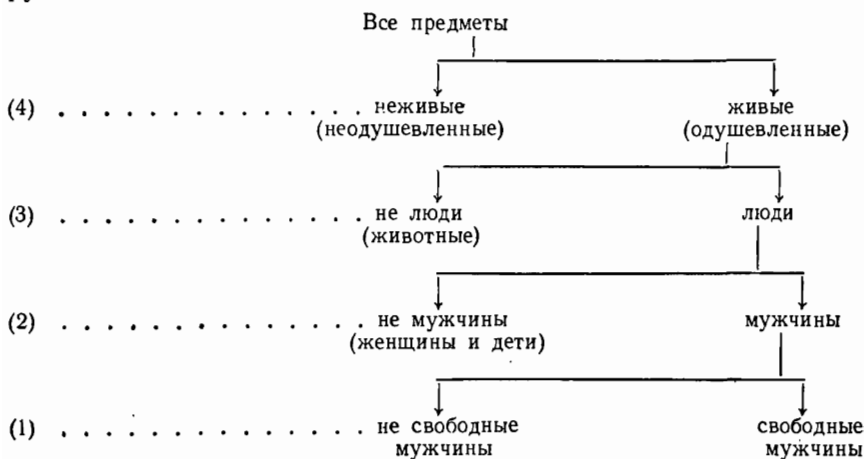 Все предметы
(4) . . . . . . . . . . . . . . неживые живые
(неодушевленные) (одушевленные)
(3) . . . . . . . . . . . . . . не люди люди
(животные)
(2) . . . . . . . . . . . . . . не мужчины мужчины
(женщины и дети)
(1) . . . . . . . . . . . . . . не свободные свободные
мужчины мужчины